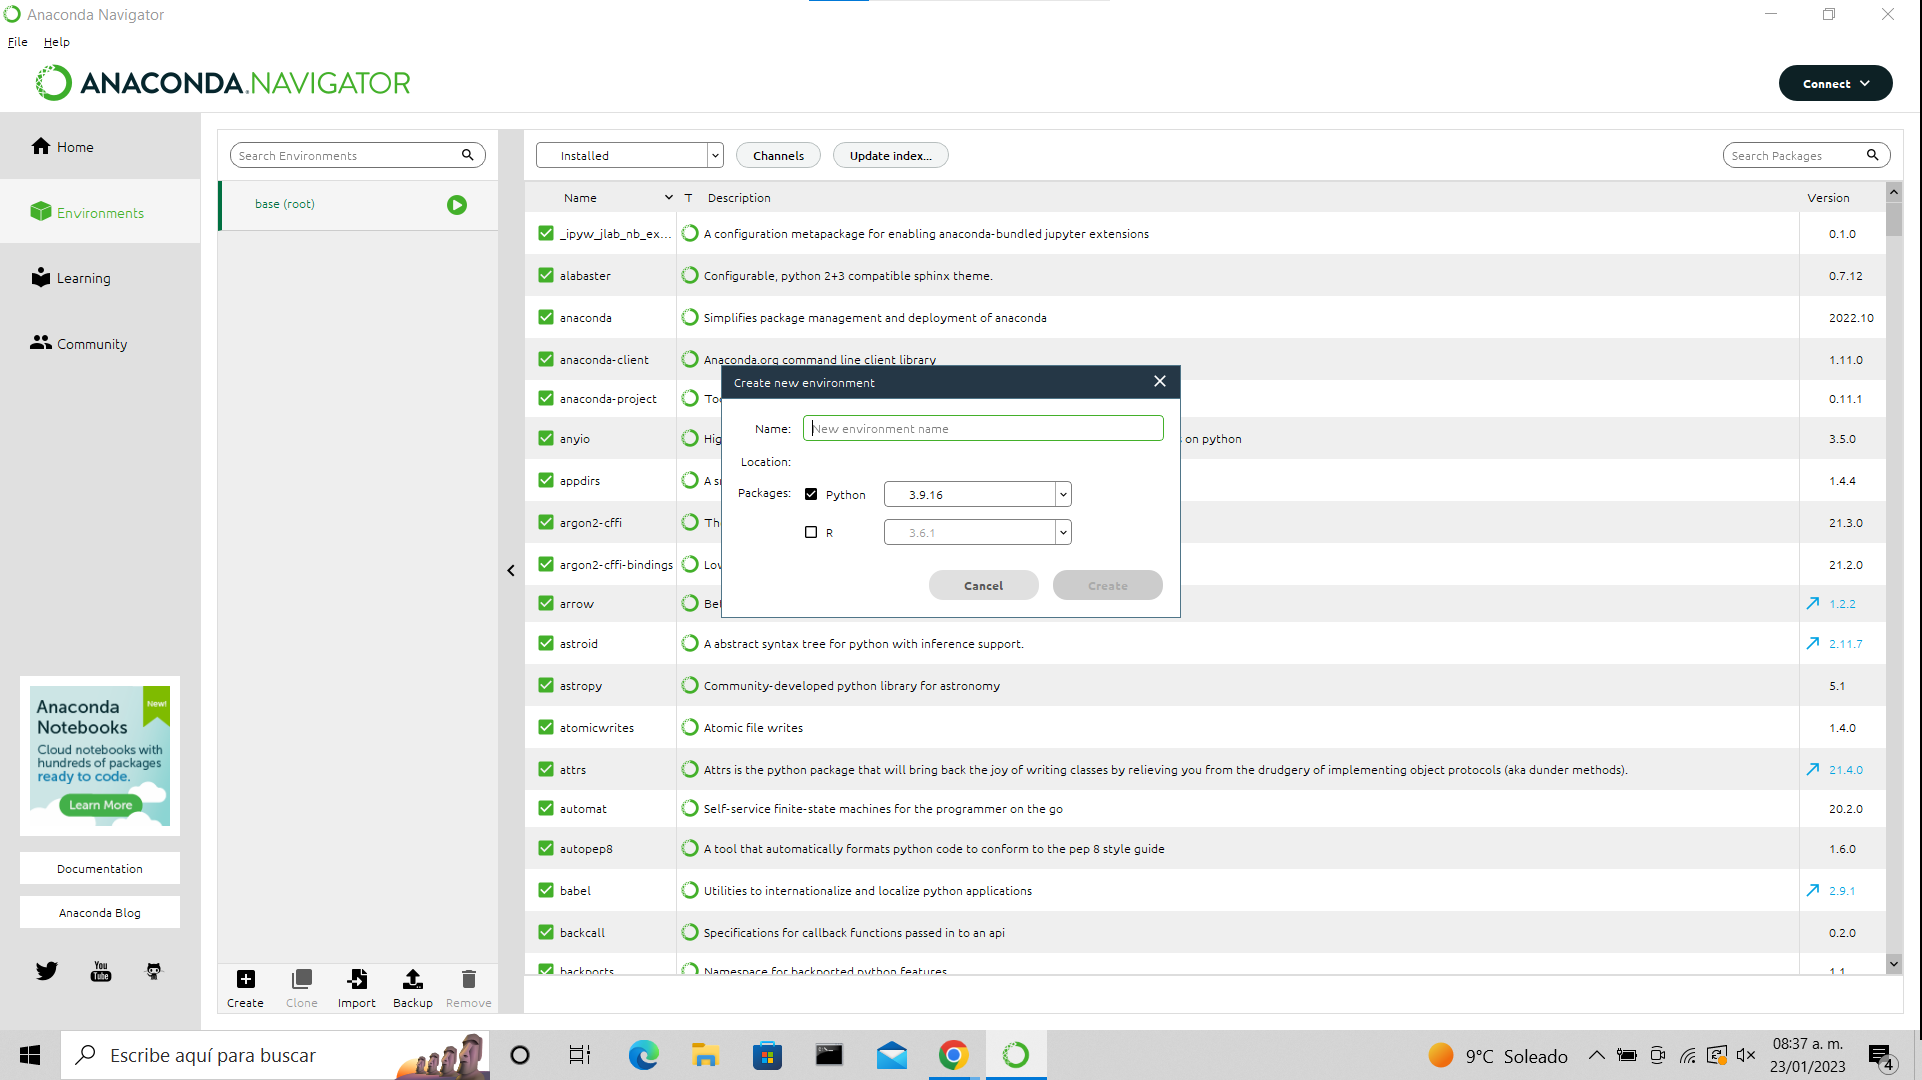 Anaconda Navigator
File Help
ANACONDA.NAVIGATOR
Connect
Home
Environments
Learning
Community
Anaconda Notebooks
New!
Cloud notebooks with
hundreds of packages
ready to code.
Learn More
Documentation
Anaconda Blog
You Tube
Search Environments
base (root)
Create Clone Import Backup Remove
Installed Channels Update index... Search Packages
Name T Description Version
_ipyw_jlab_nb_ex... A configuration metapackage for enabling anaconda-bundled jupyter extensions 0.1.0
alabaster Configurable, python 2+3 compatible sphinx theme. 0.7.12
anaconda Simplifies package management and deployment of anaconda 2022.10
anaconda-client Anaconda.org command line client library 1.11.0
anaconda-project 0.11.1
anyio on python 3.5.0
appdirs 1.4.4
argon2-cffi 21.3.0
argon2-cffi-bindings 21.2.0
arrow 1.2.2
astroid A abstract syntax tree for python with inference support. 2.11.7
astropy Community-developed python library for astronomy 5.1
atomicwrites Atomic file writes 1.4.0
attrs Attrs is the python package that will bring back the joy of writing classes by relieving you from the drudgery of implementing object protocols (aka dunder methods). 21.4.0
automat Self-service finite-state machines for the programmer on the go 20.2.0
autopep8 A tool that automatically formats python code to conform to the pep 8 style guide 1.6.0
babel Utilities to internationalize and localize python applications 2.9.1
backcall Specifications for callback functions passed in to an api 0.2.0
backports Namespace for backported python features 1.1
Create new environment
Name: New environment name
Location:
Packages: Python 3.9.16
R 3.6.1
Cancel Create
Escribe aquí para buscar
9°C Soleado
08:37 a. m.
23/01/2023
4